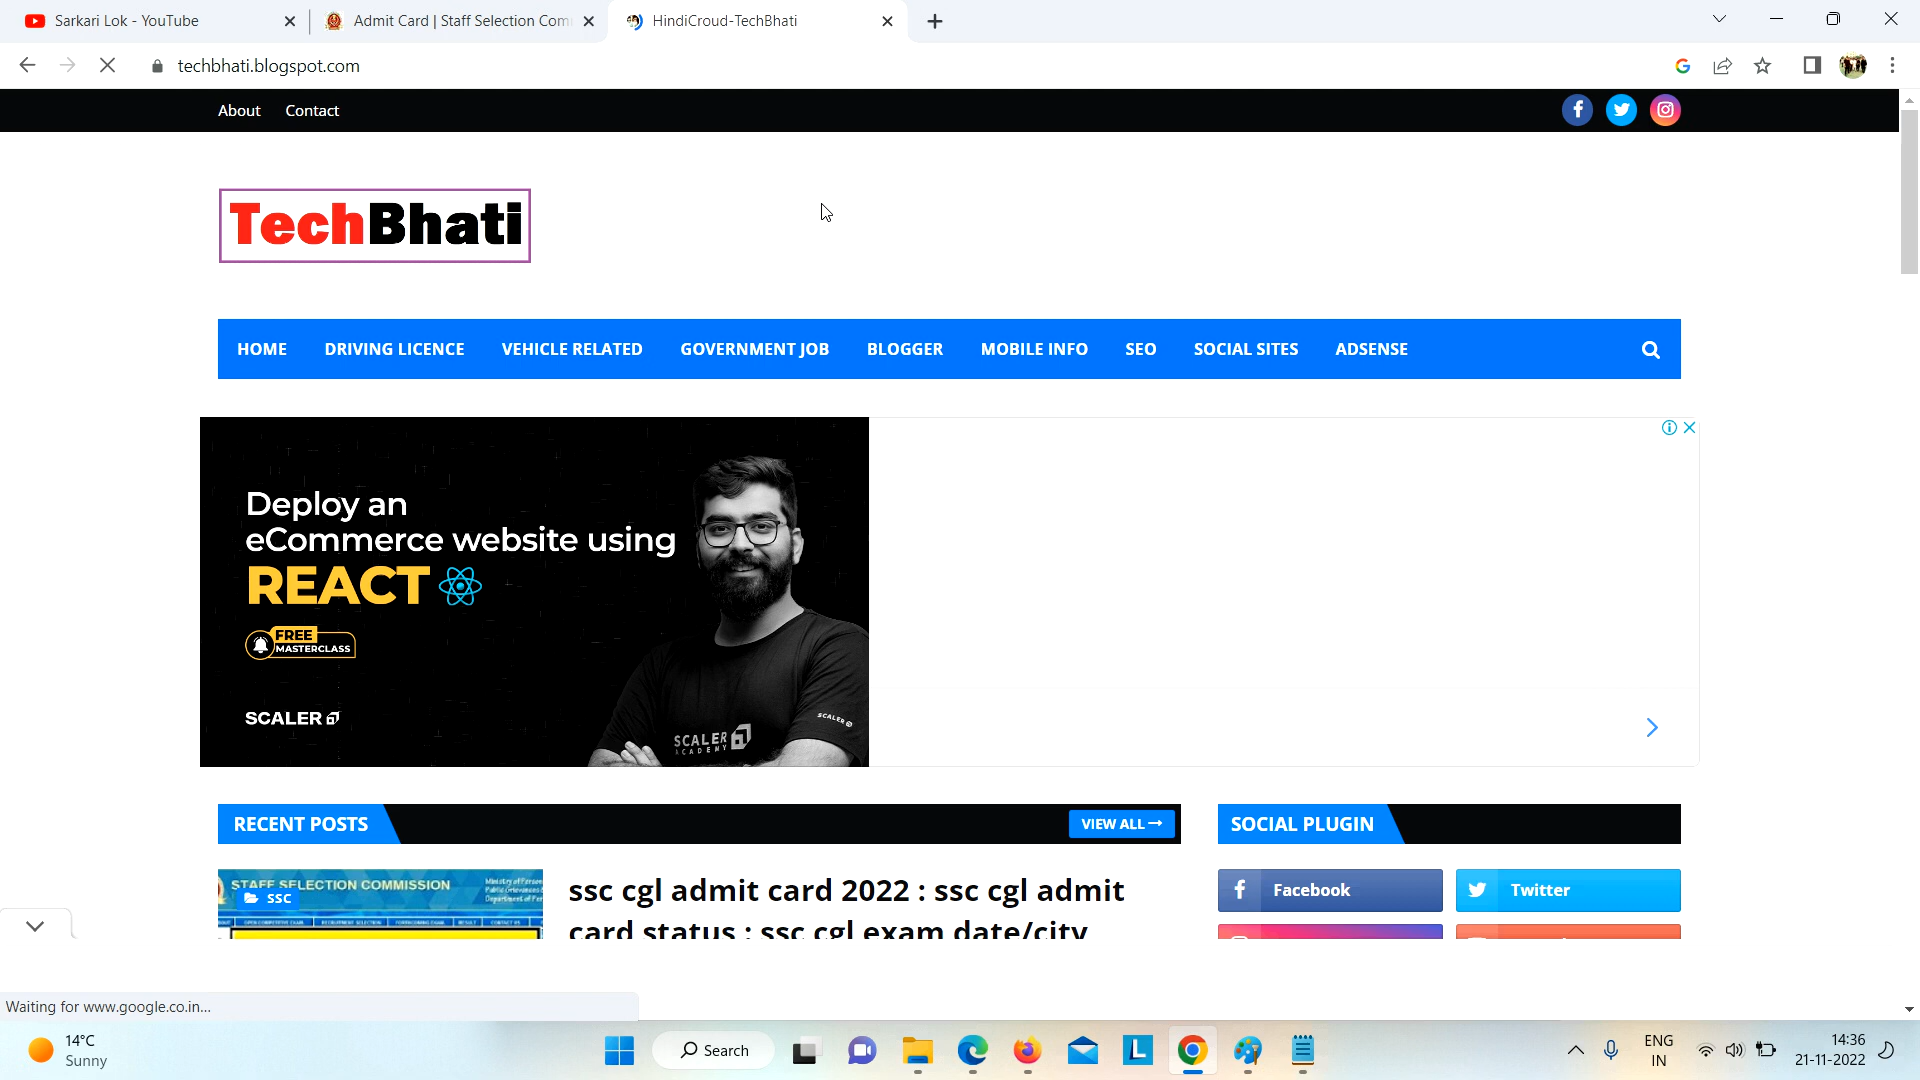 Sarkari Lok - YouTube
Admit Card | Staff Selection Com
HindiCroud-TechBhati
techbhati.blogspot.com
About Contact
TechBhati
HOME DRIVING LICENCE VEHICLE RELATED GOVERNMENT JOB BLOGGER MOBILE INFO SEO SOCIAL SITES ADSENSE
Deploy an
eCommerce website using
REACT
FREE
MASTERCLASS
SCALER
SCALER
SCALER
ACADEMY
RECENT POSTS
VIEW ALL
SOCIAL PLUGIN
STAFF SELECTION COMMISSION
SSC
ssc cgl admit card 2022 : ssc cgl admit
card status : ssc cgl exam date/city
Facebook
Twitter
Waiting for www.google.co.in...
14°C
Sunny
Search
ENG
IN
14:36
21-11-2022